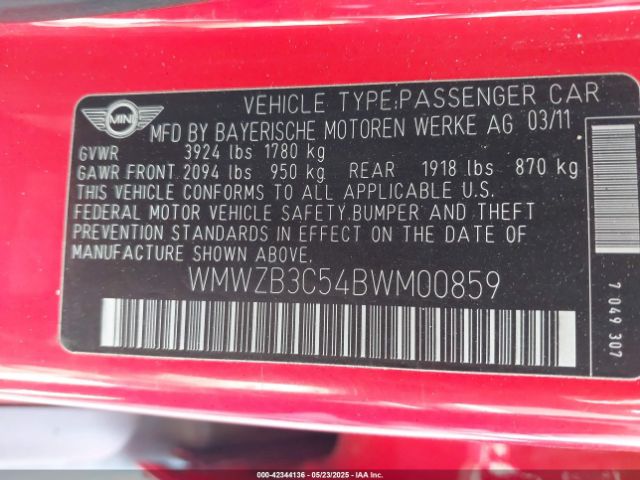 MINI
VEHICLE TYPE:PASSENGER CAR
MFD BY BAYERISCHE MOTOREN WERKE AG 03/11
GVWR 3924 lbs 1780 kg
GAWR FRONT 2094 lbs 950 kg REAR 1918 lbs 870 kg
THIS VEHICLE CONFORMS TO ALL APPLICABLE U.S.
FEDERAL MOTOR VEHICLE SAFETY,BUMPER AND THEFT
PREVENTION STANDARDS IN EFFECT ON THE DATE OF
MANUFACTURE SHOWN ABOVE.
WMWZB3C54BWM00859
7 049 307
000-42344136 - 05/23/2025 - IAAI.COM